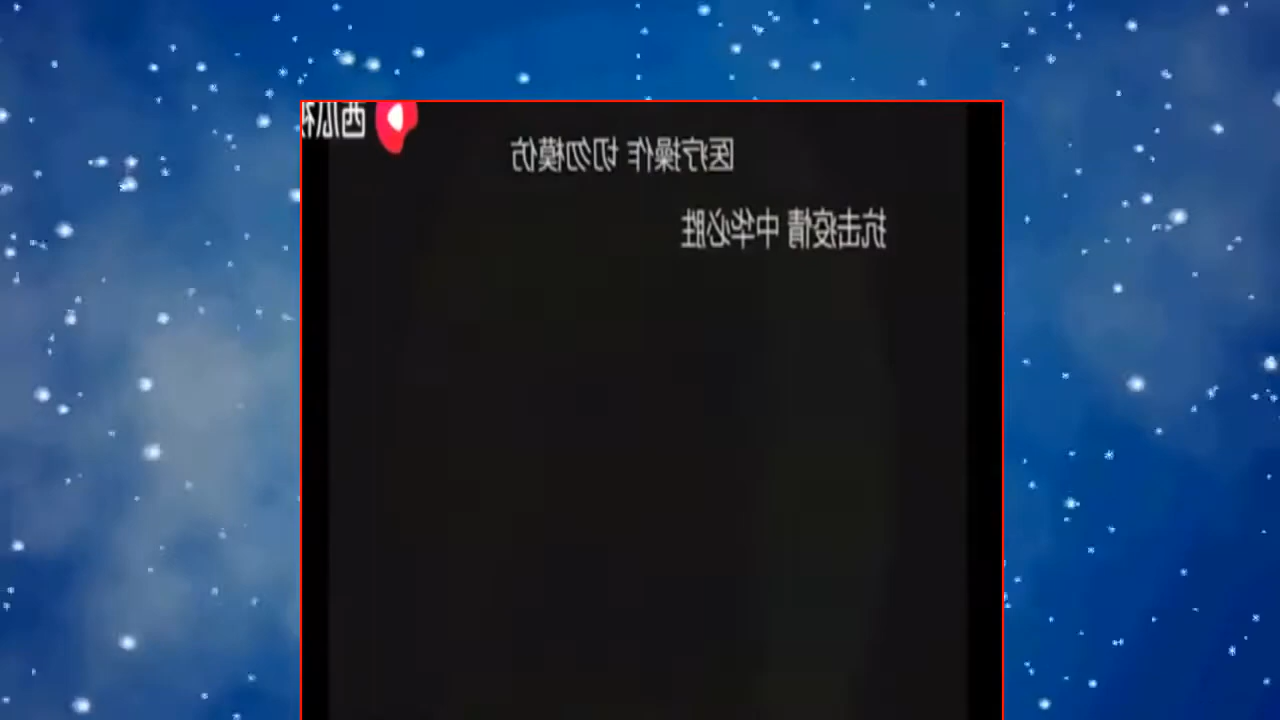 西瓜
医疗操作 切勿模仿
抗击疫情 中华必胜